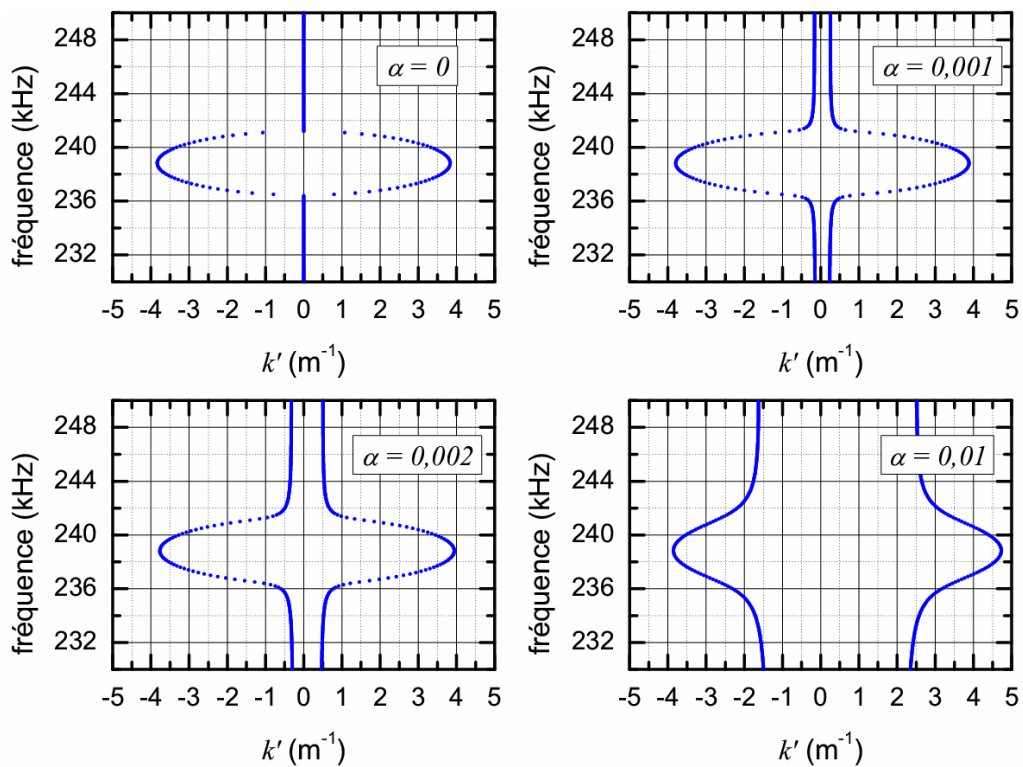 fréquence (kHz)
248
244
240
236
232
α = 0
-5 -4 -3 -2 -1 0 1 2 3 4 5
k' (m⁻¹)
fréquence (kHz)
248
244
240
236
232
α = 0,001
-5 -4 -3 -2 -1 0 1 2 3 4 5
k' (m⁻¹)
fréquence (kHz)
248
244
240
236
232
α = 0,002
-5 -4 -3 -2 -1 0 1 2 3 4 5
k' (m⁻¹)
fréquence (kHz)
248
244
240
236
232
α = 0,01
-5 -4 -3 -2 -1 0 1 2 3 4 5
k' (m⁻¹)